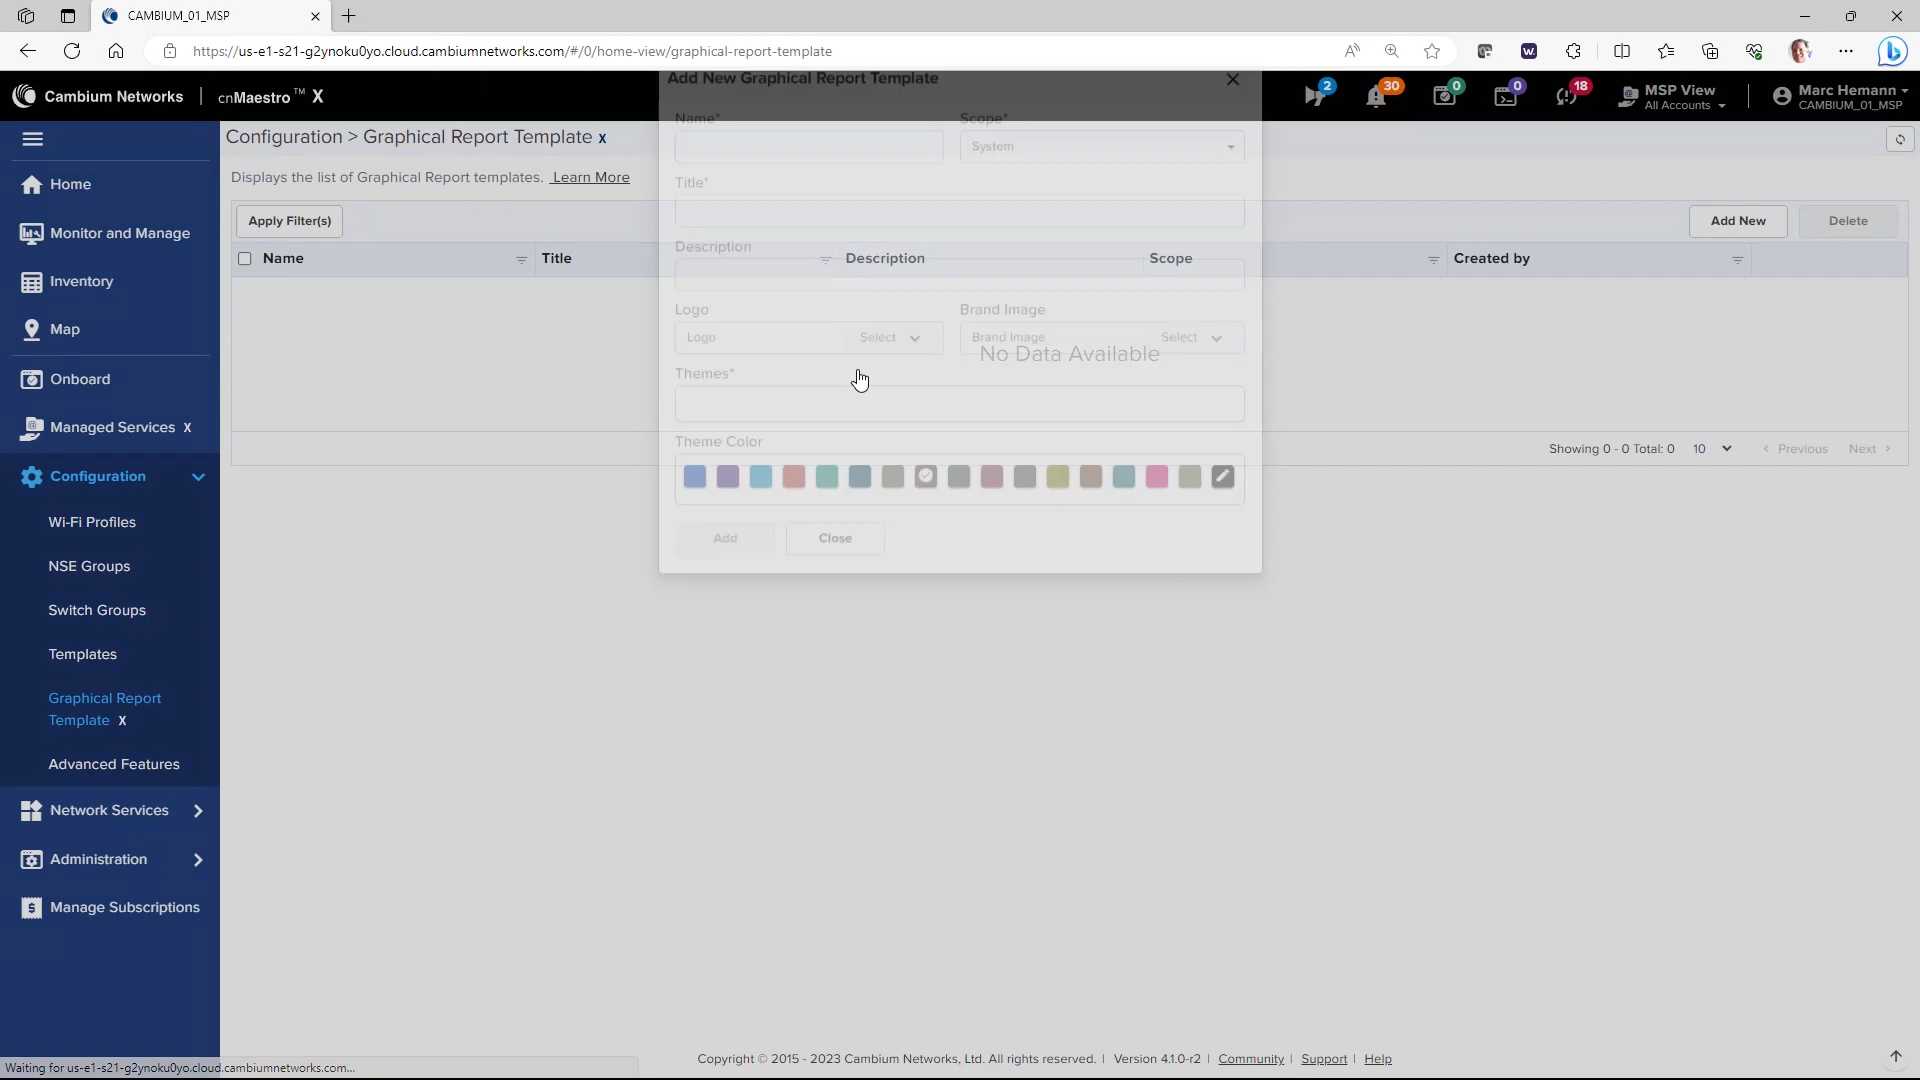 CAMBIUM_01_MSP
https://us-e1-s21-g2ynoku0yo.cloud.cambiumnetworks.com/#/0/home-view/graphical-report-template
Cambium Networks | cnMaestro™ X
2
30
0
0
18
MSP View
All Accounts
Marc Hemann
CAMBIUM_01_MSP
Add New Graphical Report Template
Configuration > Graphical Report Template x
Displays the list of Graphical Report templates. Learn More
Apply Filter(s)
Add New
Delete
Name
Title
Description
Scope
Created by
No Data Available
Showing 0 - 0 Total: 0 10 < Previous Next >
Name*
Scope*
System
Title*
Description
Logo
Brand Image
Logo Select
Brand Image Select
Themes*
Theme Color
Add
Close
Home
Monitor and Manage
Inventory
Map
Onboard
Managed Services X
Configuration
Wi-Fi Profiles
NSE Groups
Switch Groups
Templates
Graphical Report
Template X
Advanced Features
Network Services
Administration
Manage Subscriptions
Copyright © 2015 - 2023 Cambium Networks, Ltd. All rights reserved. | Version 4.1.0-r2 | Community | Support | Help
Waiting for us-e1-s21-g2ynoku0yo.cloud.cambiumnetworks.com...